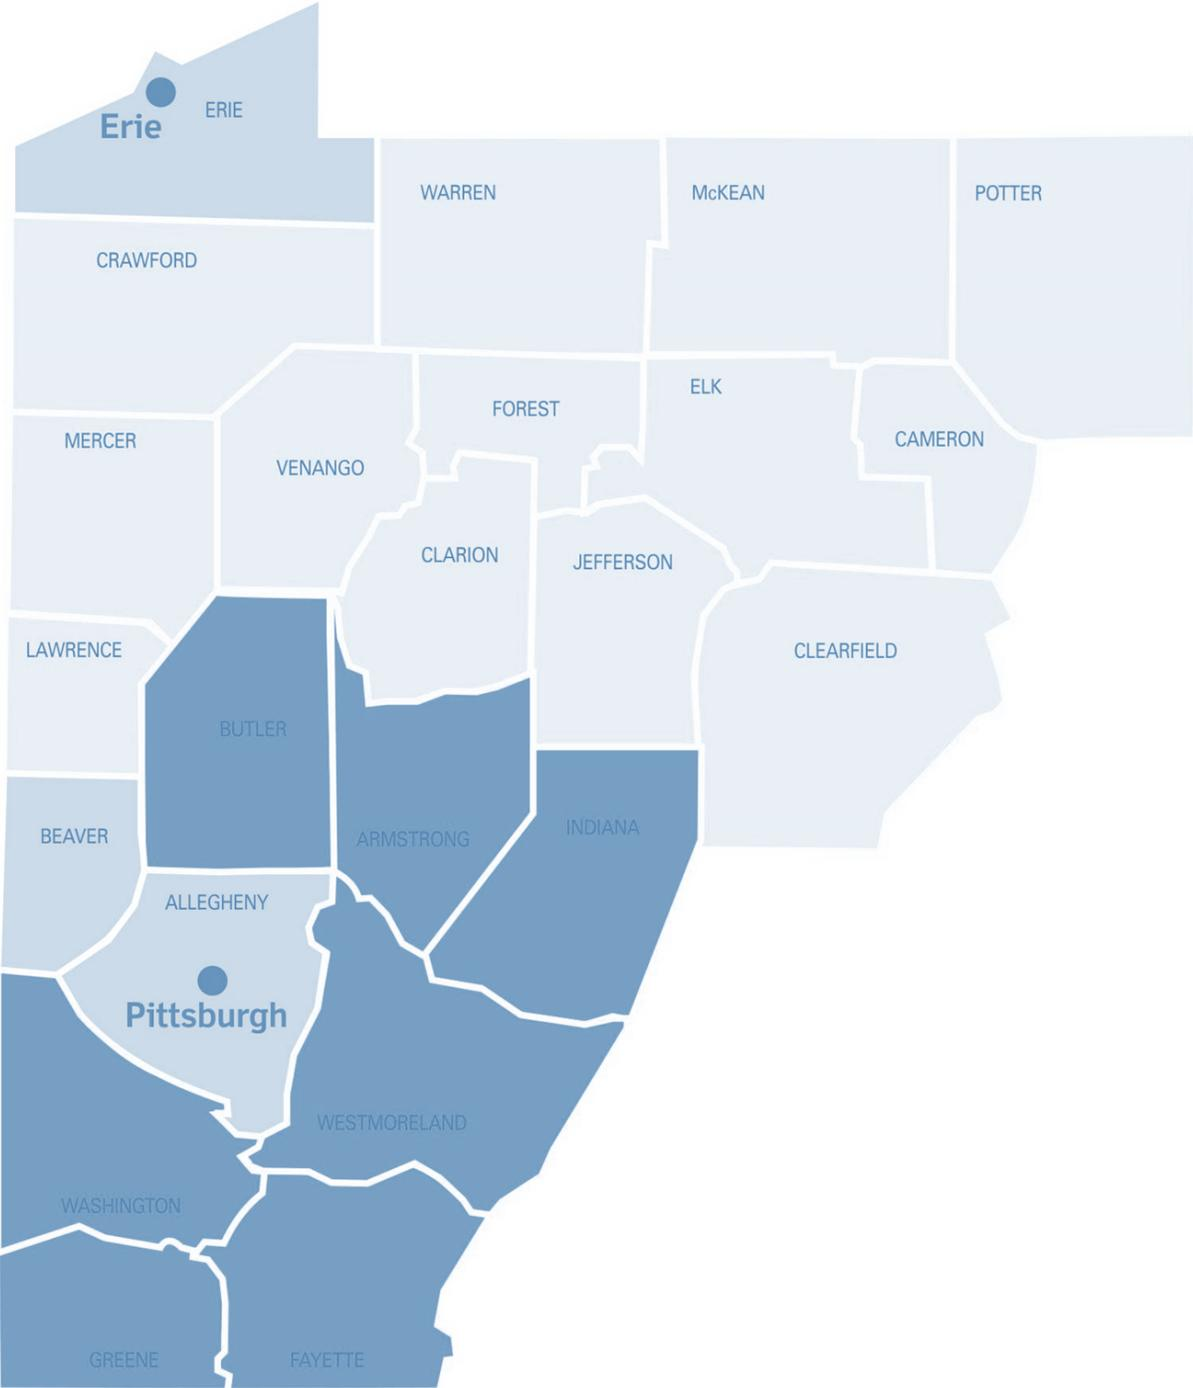 ERIE
Erie
WARREN
McKEAN
POTTER
CRAWFORD
ELK
FOREST
CAMERON
MERCER
VENANGO
CLARION
JEFFERSON
LAWRENCE
CLEARFIELD
BUTLER
INDIANA
BEAVER
ARMSTRONG
ALLEGHENY
Pittsburgh
WESTMORELAND
WASHINGTON
GREENE
FAYETTE